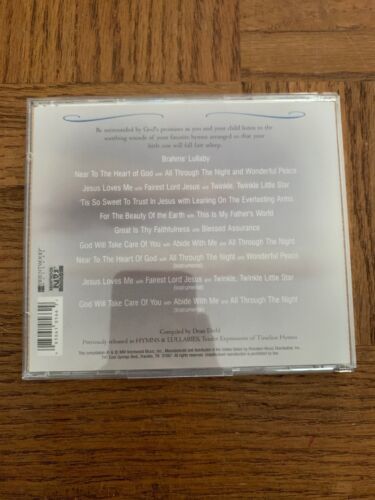 Be surrounded by God's promises as you and your child listen to the
soothing sounds of your favorite hymns arranged so that your
little one will fall fast asleep.
Brahms' Lullaby
Near To The Heart of God with All Through The Night and Wonderful Peace
Jesus Loves Me with Fairest Lord Jesus and Twinkle, Twinkle Little Star
'Tis So Sweet To Trust In Jesus with Leaning On The Everlasting Arms
For The Beauty Of the Earth with This Is My Father's World
Great Is Thy Faithfulness with Blessed Assurance
God Will Take Care Of You with Abide With Me and All Through The Night
Near To The Heart Of God with All Through The Night and Wonderful Peace
(Instrumental)
Jesus Loves Me with Fairest Lord Jesus and Twinkle, Twinkle Little Star
(Instrumental)
God Will Take Care Of You with Abide With Me and All Through The Night
(Instrumental)
Compiled by Dean Diehl
Previously released in HYMNS & LULLABIES: Tender Expressions of Timeless Hymns